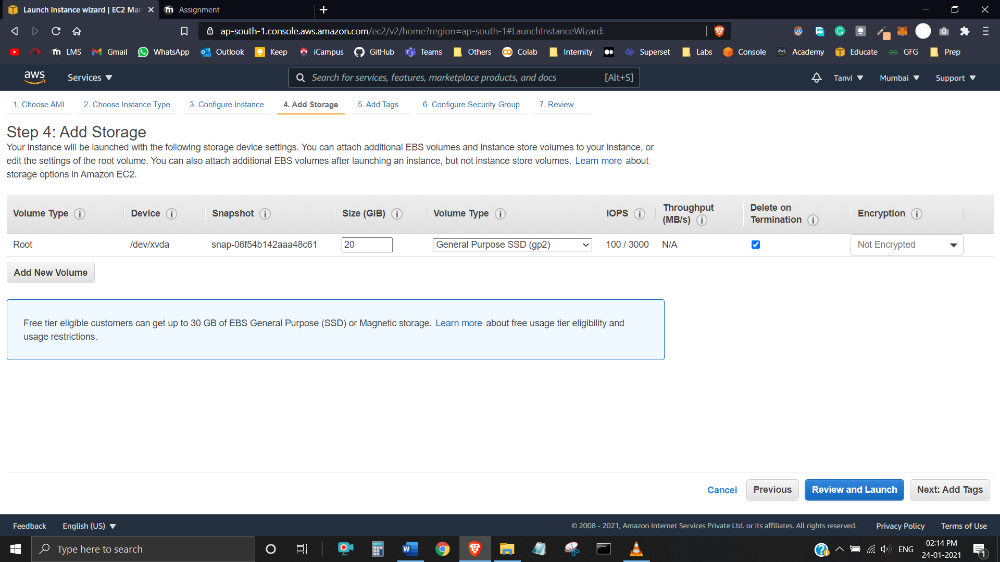 Launch instance wizard | EC2 Man
Assignment
ap-south-1.console.aws.amazon.com/ec2/v2/home?region=ap-south-1#LaunchInstanceWizard:
LMS Gmail WhatsApp Outlook Keep iCampus GitHub Teams Others Colab Internity Superset Labs Console aws Academy Educate GFG Prep
aws Services Search for services, features, marketplace products, and docs [Alt+S] Tanvi Mumbai Support
1. Choose AMI 2. Choose Instance Type 3. Configure Instance 4. Add Storage 5. Add Tags 6. Configure Security Group 7. Review
Step 4: Add Storage
Your instance will be launched with the following storage device settings. You can attach additional EBS volumes and instance store volumes to your instance, or
edit the settings of the root volume. You can also attach additional EBS volumes after launching an instance, but not instance store volumes. Learn more about
storage options in Amazon EC2.
Volume Type i Device i Snapshot i Size (GiB) i Volume Type i IOPS i Throughput (MB/s) i Delete on Termination i Encryption i
Root /dev/xvda snap-06f54b142aaa48c61 20 General Purpose SSD (gp2) 100 / 3000 N/A Not Encrypted
Add New Volume
Free tier eligible customers can get up to 30 GB of EBS General Purpose (SSD) or Magnetic storage. Learn more about free usage tier eligibility and
usage restrictions.
Cancel Previous Review and Launch Next: Add Tags
Feedback English (US) © 2008 - 2021, Amazon Internet Services Private Ltd. or its affiliates. All rights reserved. Privacy Policy Terms of Use
Type here to search
ENG
02:14 PM
24-01-2021
1